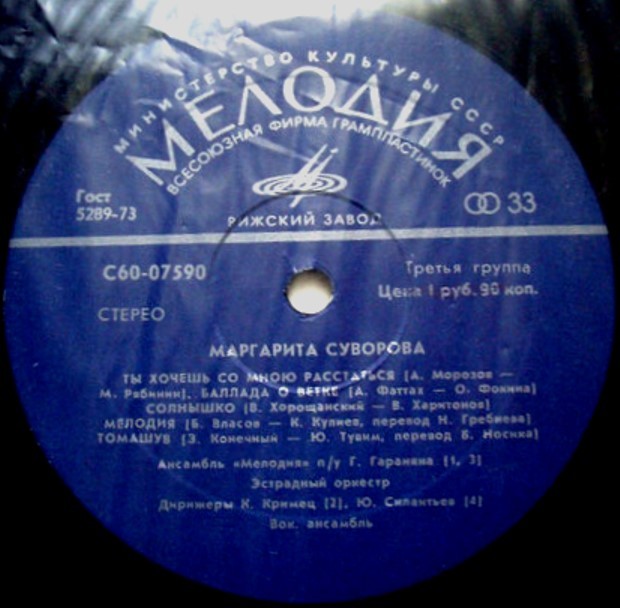 МИНИСТЕРСТВО КУЛЬТУРЫ СССР
МЕЛОДИЯ
ВСЕСОЮЗНАЯ ФИРМА ГРАМПЛАСТИНОК
Гост
5289-73
РИЖСКИЙ ЗАВОД
33
С60-07590
Третья группа
Цена 1 руб. 90 коп.
СТЕРЕО
МАРГАРИТА СУВОРОВА
ТЫ ХОЧЕШЬ СО МНОЮ РАССТАТЬСЯ (А. Морозов —
М. Рябинин), БАЛЛАДА О ВЕТКЕ (А. Фаттах — О. Фокина)
СОЛНЫШКО (В. Хорощанский — В. Харитонов)
МЕЛОДИЯ (Б. Власов — К. Кулиев, перевод Н. Гребнева)
ТОМАШУВ (З. Конечный — Ю. Тувим, перевод Б. Носика)
Ансамбль «Мелодия» п/у Г. Гараняна (1, 3)
Эстрадный оркестр
Дирижеры К. Кримец (2), Ю. Силантьев (4)
Вок. ансамбль